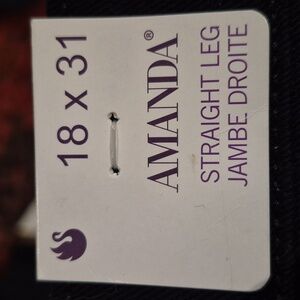 18 x 31
AMANDA®
STRAIGHT LEG
JAMBE DROITE